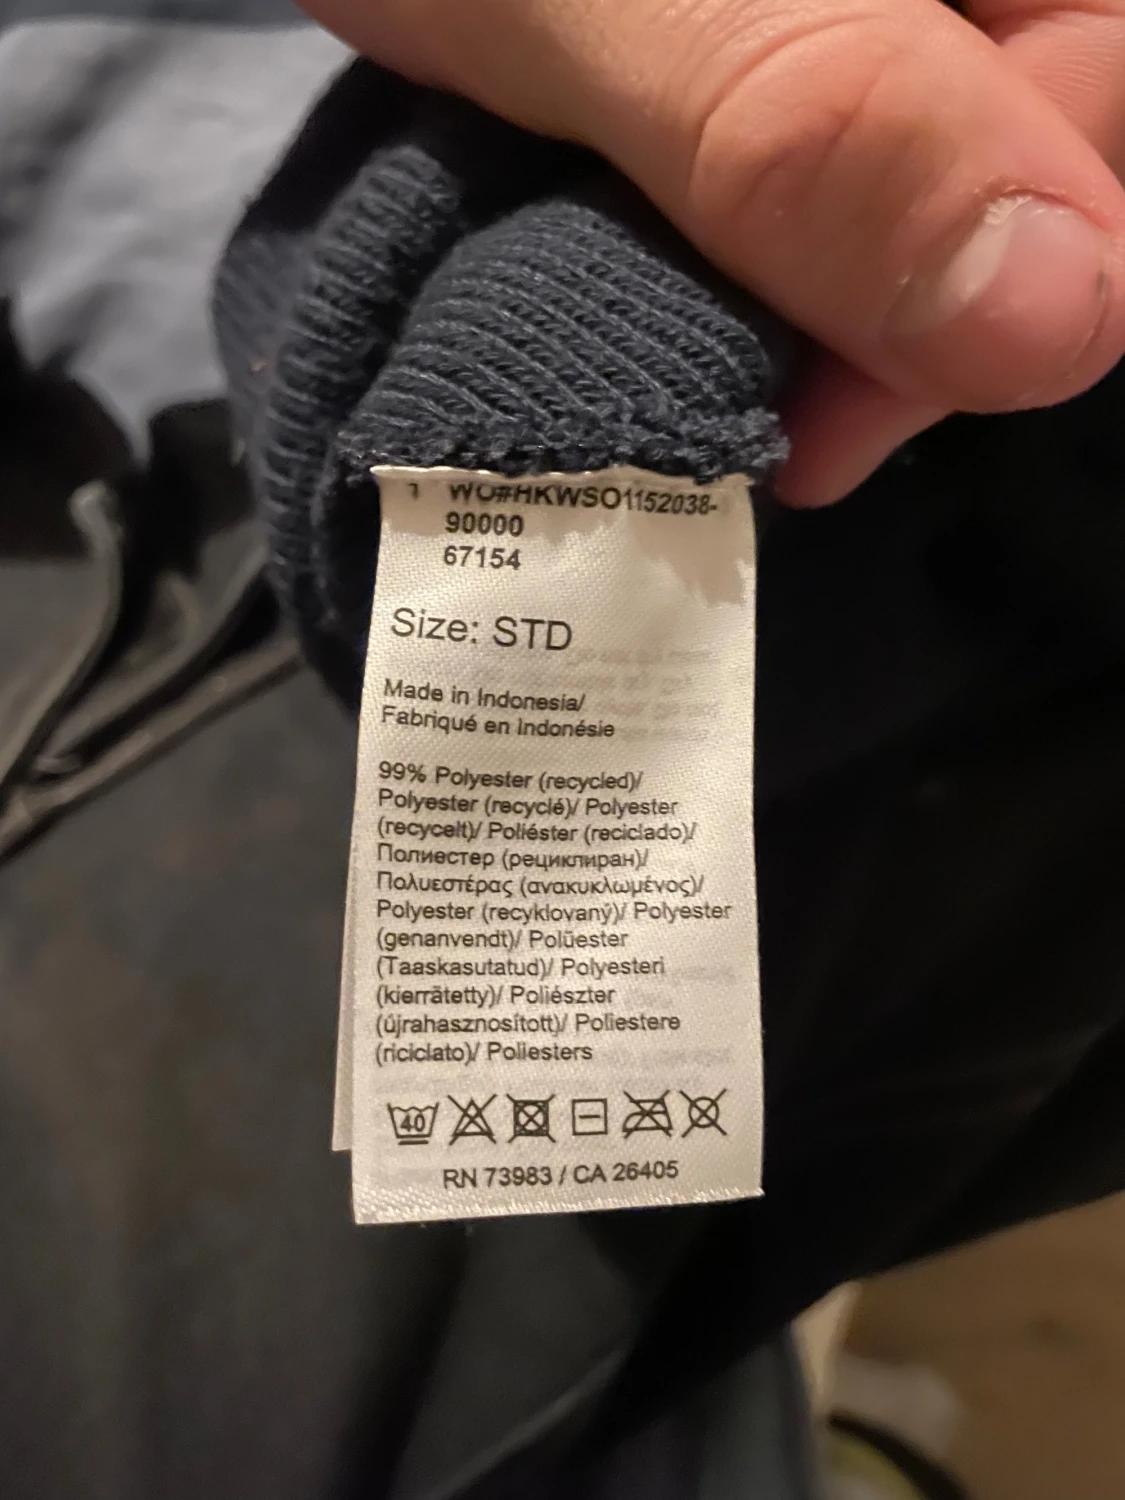 1 WO#HKWSO1152038-
90000
67154
Size: STD
Made in Indonesia/
Fabriqué en Indonésie
99% Polyester (recycled)/
Polyester (recyclé)/ Polyester
(recycelt)/ Poliéster (reciclado)/
Полиестер (рециклиран)/
Πολυεστέρας (ανακυκλωμένος)/
Polyester (recyklovaný)/ Polyester
(genanvendt)/ Polüester
(Taaskasutatud)/ Polyesteri
(kierrätetty)/ Poliészter
(újrahasznosított)/ Poliestere
(riciclato)/ Poliesters
40
RN 73983 / CA 26405